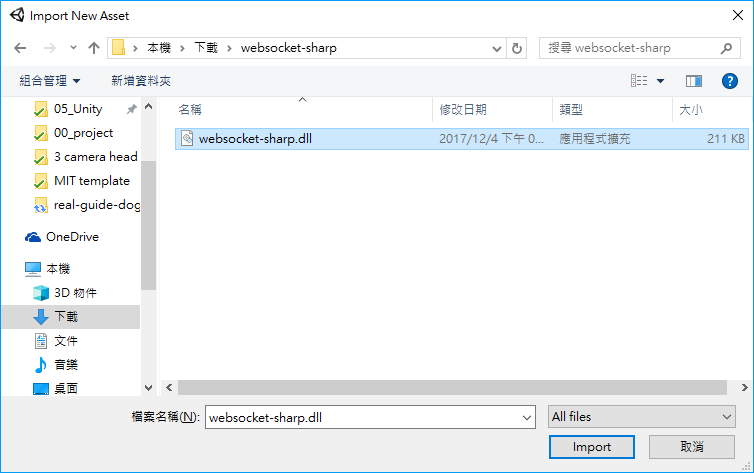 Import New Asset
本機 下載 websocket-sharp
搜尋 websocket-sharp
組合管理 新增資料夾
名稱 修改日期 類型 大小
websocket-sharp.dll 2017/12/4 下午 0... 應用程式擴充 211 KB
05_Unity
00_project
3 camera head
MIT template
real-guide-dog
OneDrive
本機
3D 物件
下載
文件
音樂
桌面
檔案名稱(N): websocket-sharp.dll All files
Import 取消